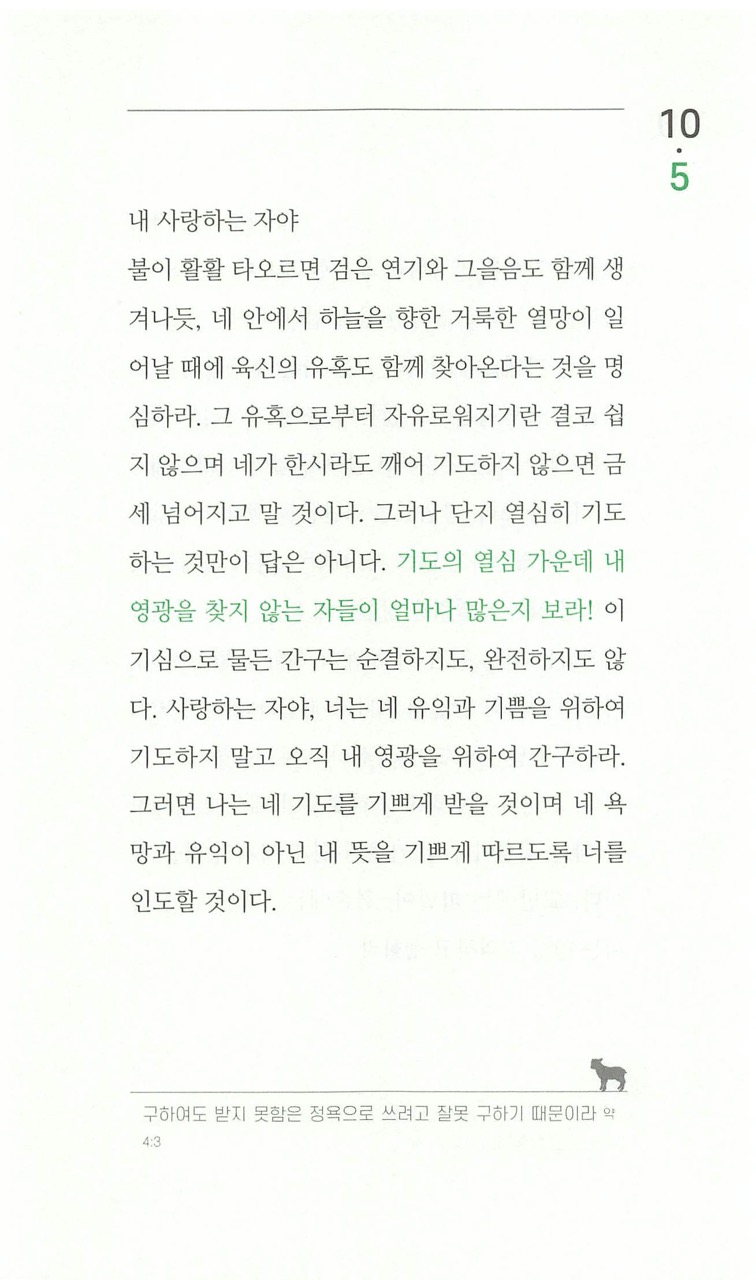 10
·
5
내 사랑하는 자야
불이 활활 타오르면 검은 연기와 그을음도 함께 생
겨나듯, 네 안에서 하늘을 향한 거룩한 열망이 일
어날 때에 육신의 유혹도 함께 찾아온다는 것을 명
심하라. 그 유혹으로부터 자유로워지기란 결코 쉽
지 않으며 네가 한시라도 깨어 기도하지 않으면 금
세 넘어지고 말 것이다. 그러나 단지 열심히 기도
하는 것만이 답은 아니다. 기도의 열심 가운데 내
영광을 찾지 않는 자들이 얼마나 많은지 보라! 이
기심으로 물든 간구는 순결하지도, 완전하지도 않
다. 사랑하는 자야, 너는 네 유익과 기쁨을 위하여
기도하지 말고 오직 내 영광을 위하여 간구하라.
그러면 나는 네 기도를 기쁘게 받을 것이며 네 욕
망과 유익이 아닌 내 뜻을 기쁘게 따르도록 너를
인도할 것이다.
구하여도 받지 못함은 정욕으로 쓰려고 잘못 구하기 때문이라 약
4:3